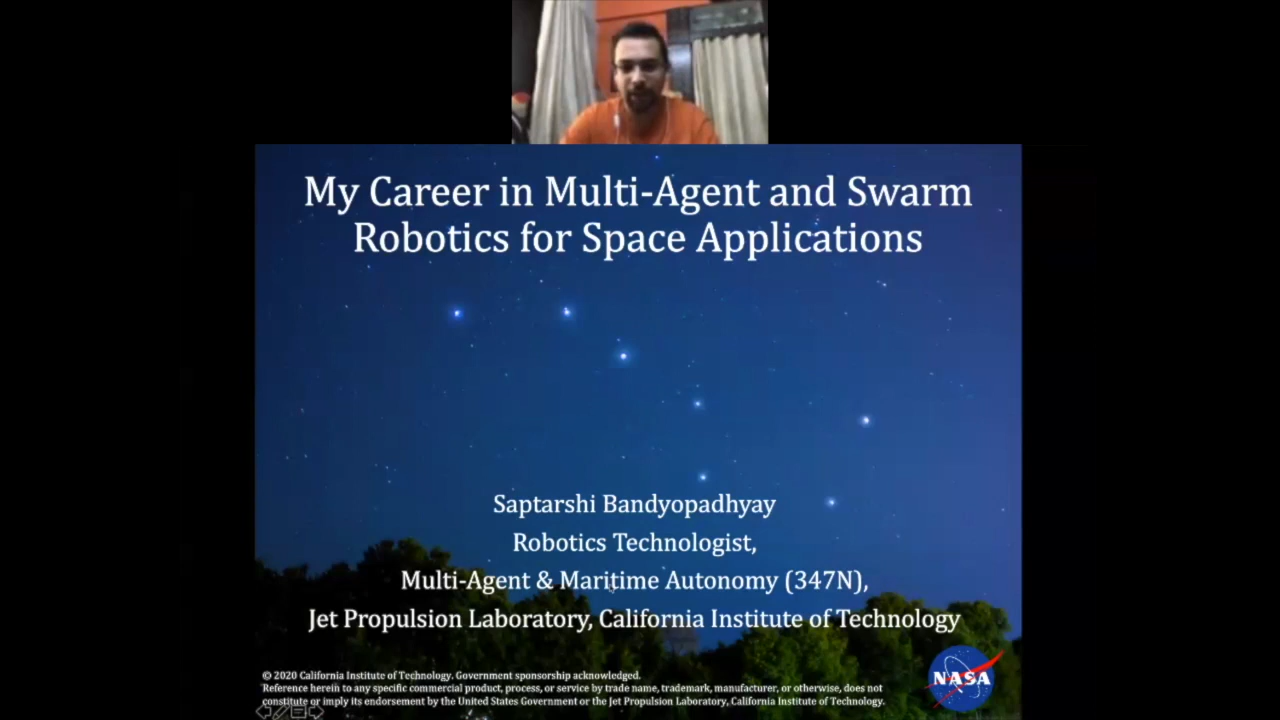 My Career in Multi-Agent and Swarm
Robotics for Space Applications
Saptarshi Bandyopadhyay
Robotics Technologist,
Multi-Agent & Maritime Autonomy (347N),
Jet Propulsion Laboratory, California Institute of Technology
© 2020 California Institute of Technology. Government sponsorship acknowledged.
Reference herein to any specific commercial product, process, or service by trade name, trademark, manufacturer, or otherwise, does not
constitute or imply its endorsement by the United States Government or the Jet Propulsion Laboratory, California Institute of Technology.
NASA